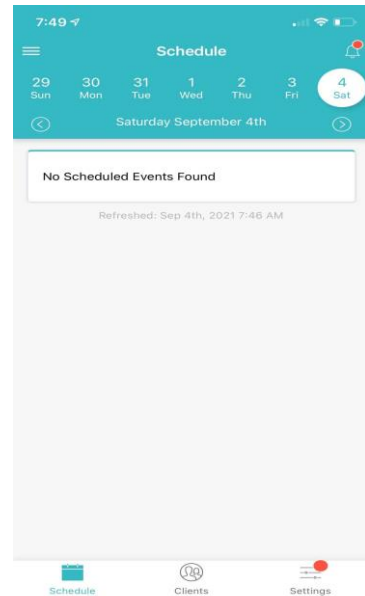 7:49
Schedule
29 30 31 1 2 3 4
Sun Mon Tue Wed Thu Fri Sat
Saturday September 4th
No Scheduled Events Found
Refreshed: Sep 4th, 2021 7:46 AM
Schedule Clients Settings